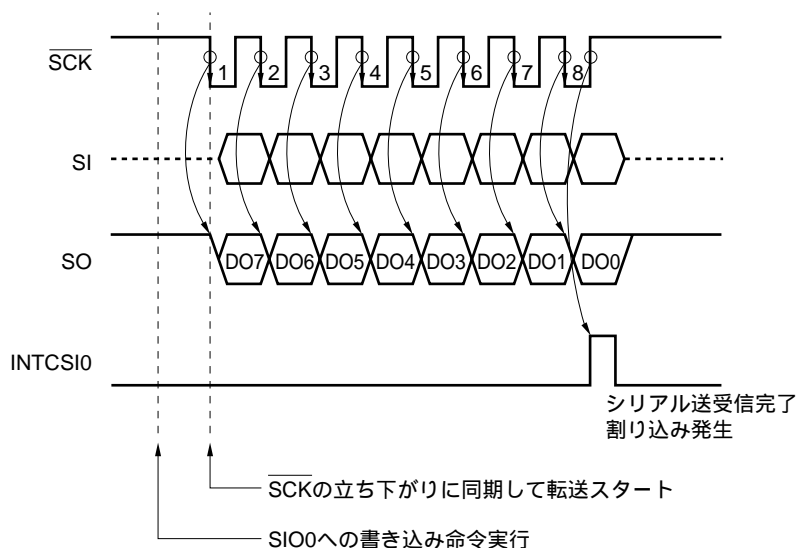 SCK
1 2 3 4 5 6 7 8
SI
SO
DO7 DO6 DO5 DO4 DO3 DO2 DO1 DO0
INTCSI0
シリアル送受信完了
割り込み発生
SCKの立ち下がりに同期して転送スタート
SIO0への書き込み命令実行